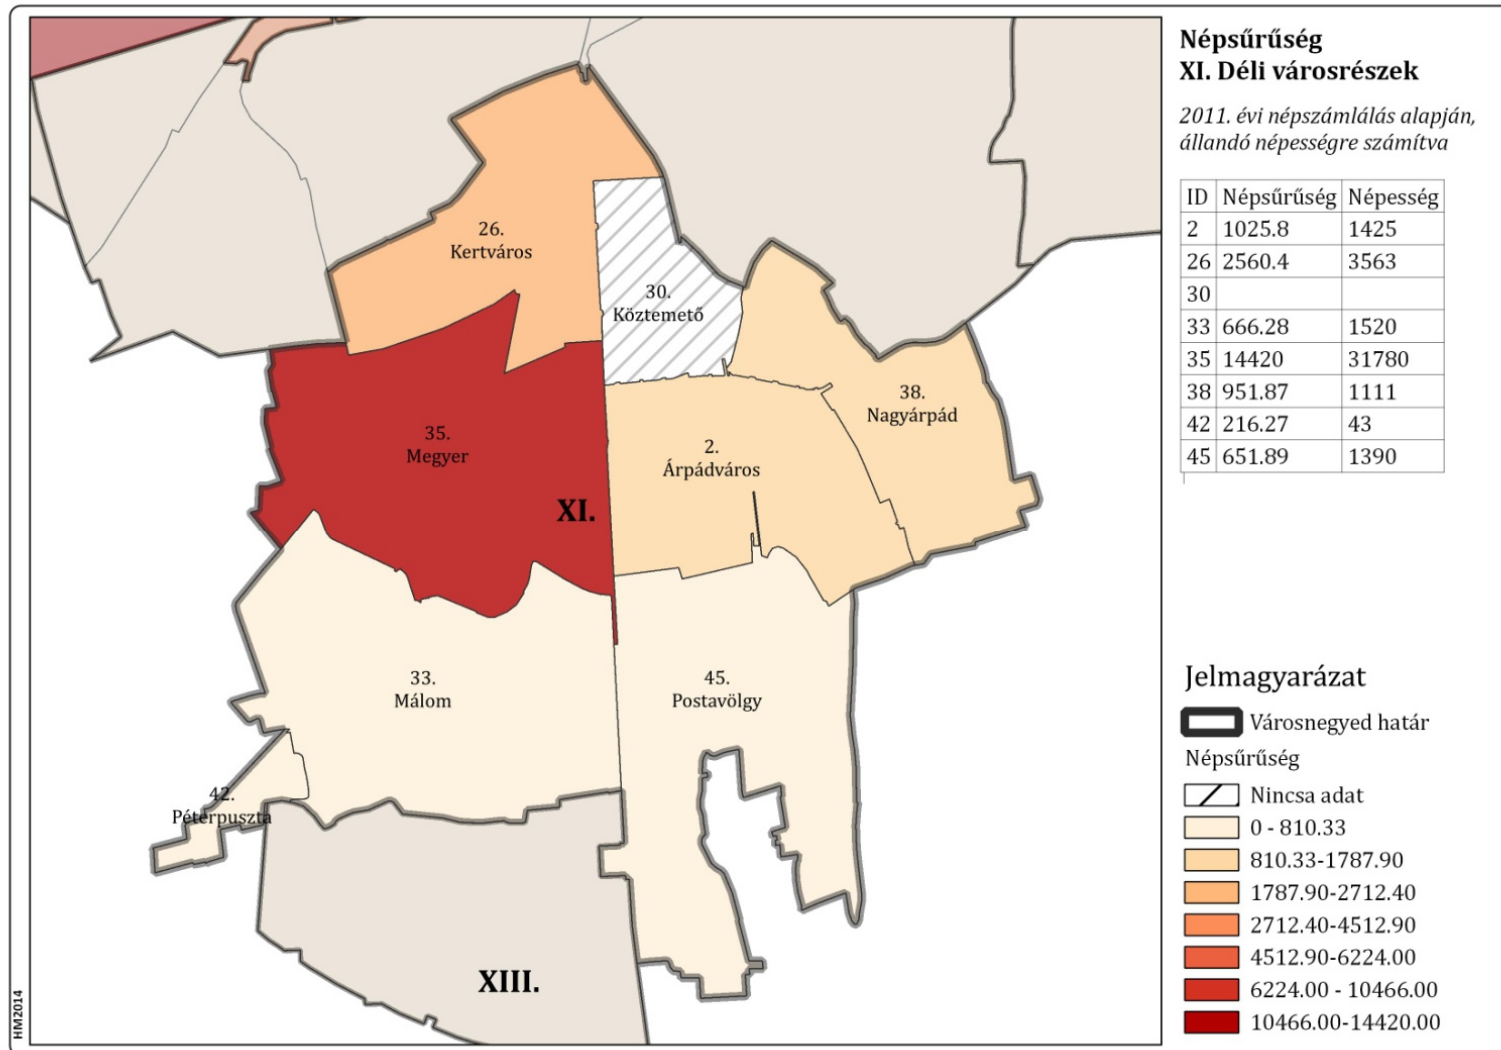 Népsűrűség
XI. Déli városrészek
2011. évi népszámlálás alapján,
állandó népességre számítva
ID Népsűrűség Népesség
2 1025.8 1425
26 2560.4 3563
30
33 666.28 1520
35 14420 31780
38 951.87 1111
42 216.27 43
45 651.89 1390
26.
Kertváros
30.
Köztemető
38.
Nagyárpád
35.
Megyer
2.
Árpádváros
XI.
33.
Málom
45.
Postavölgy
42.
Péterpuszta
XIII.
Jelmagyarázat
Városnegyed határ
Népsűrűség
Nincsa adat
0 - 810.33
810.33-1787.90
1787.90-2712.40
2712.40-4512.90
4512.90-6224.00
6224.00 - 10466.00
10466.00-14420.00
HM2014